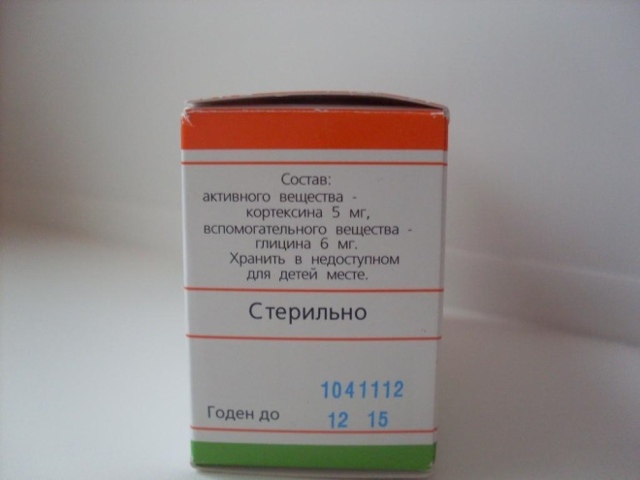 Состав:
активного вещества -
кортексина 5 мг,
вспомогательного вещества -
глицина 6 мг.
Хранить в недоступном
для детей месте.
Стерильно
1041112
Годен до 12 15